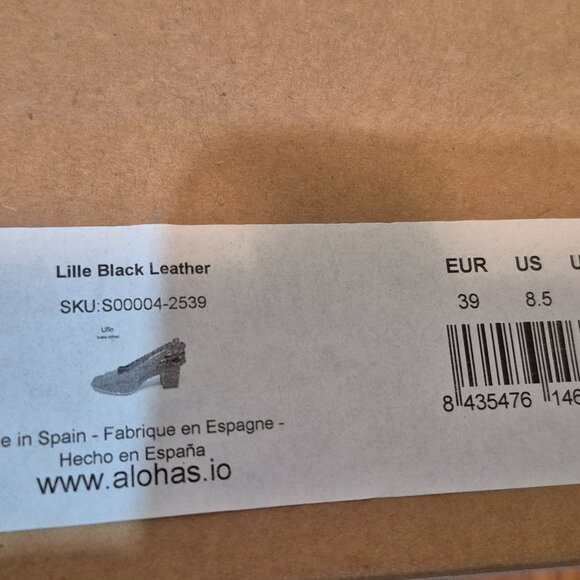 Lille Black Leather
SKU:S00004-2539
Lille
e in Spain - Fabrique en Espagne -
Hecho en España
www.alohas.io
EUR US U
39 8.5
8 435476 146